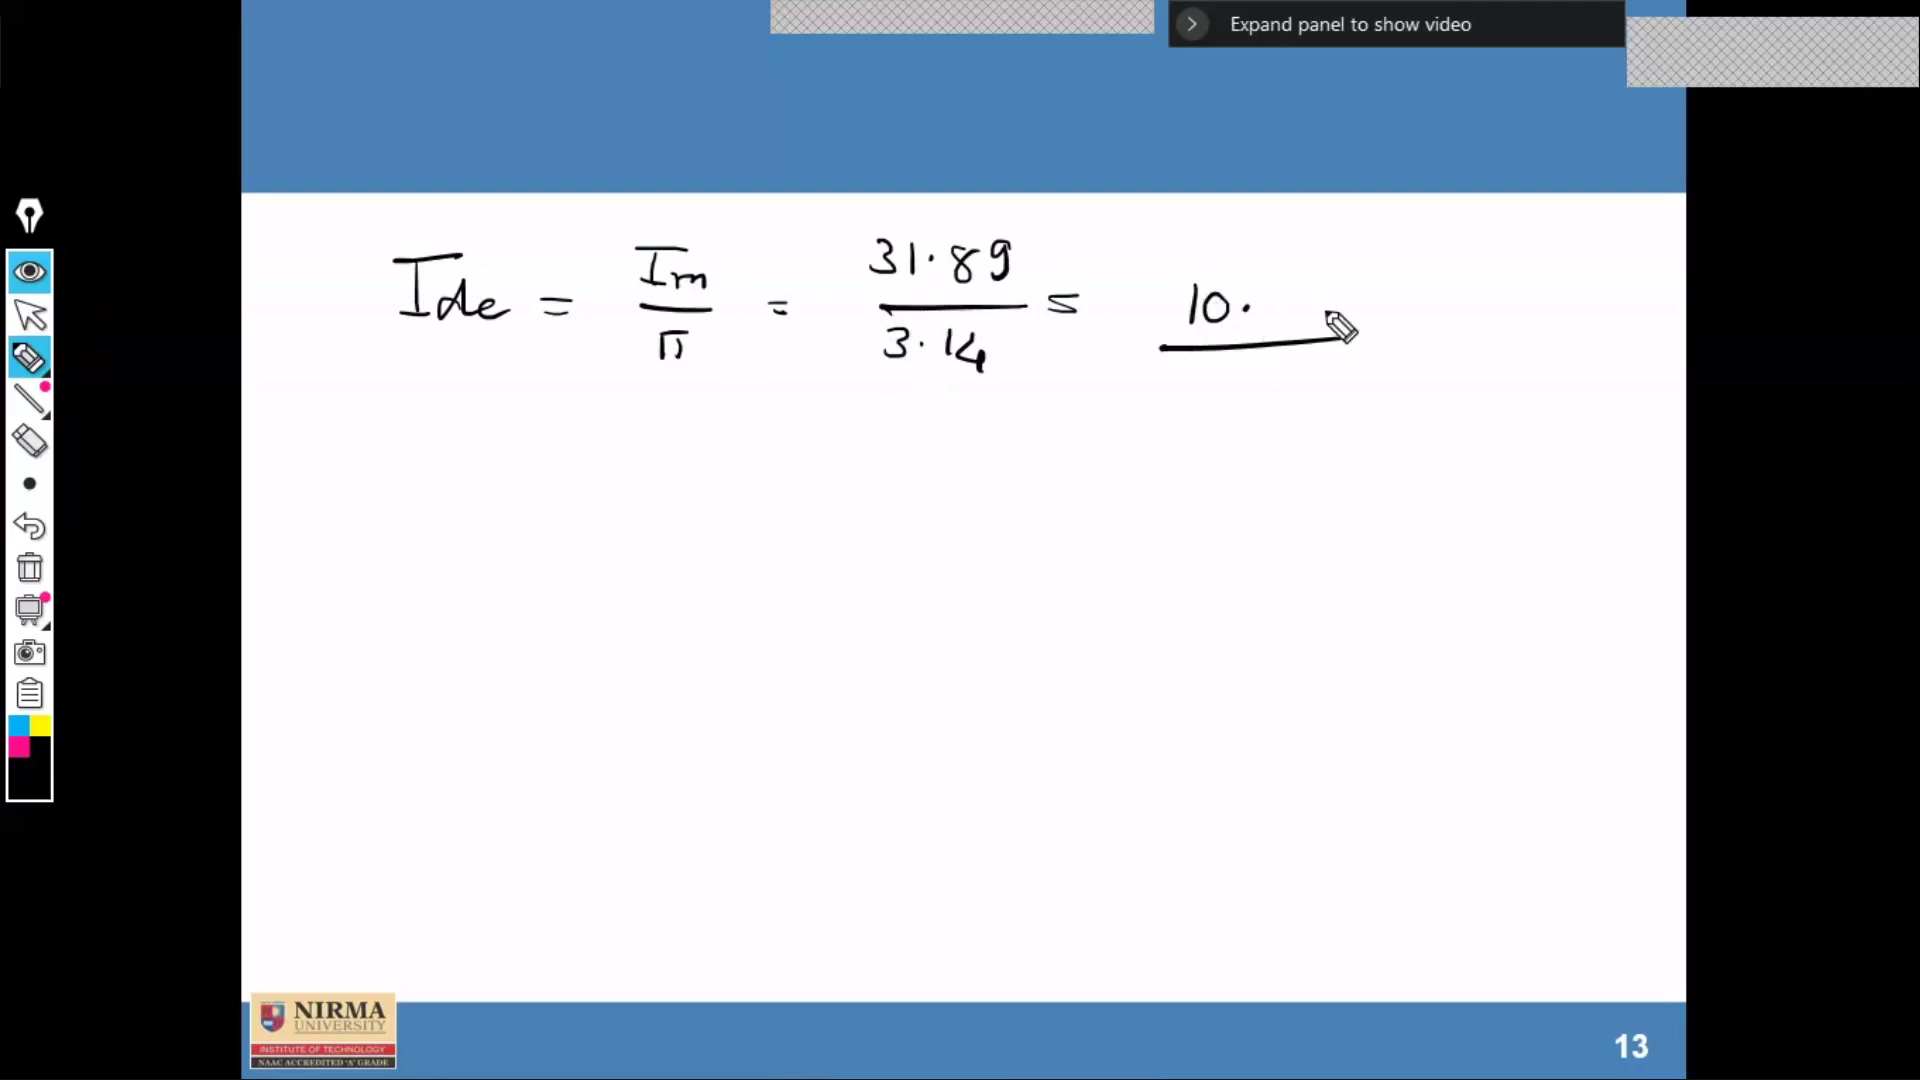 Expand panel to show video
Idc = Im/π = 31.89/3.14 = 10.
NIRMA
UNIVERSITY
INSTITUTE OF TECHNOLOGY
NAAC ACCREDITED 'A' GRADE
13